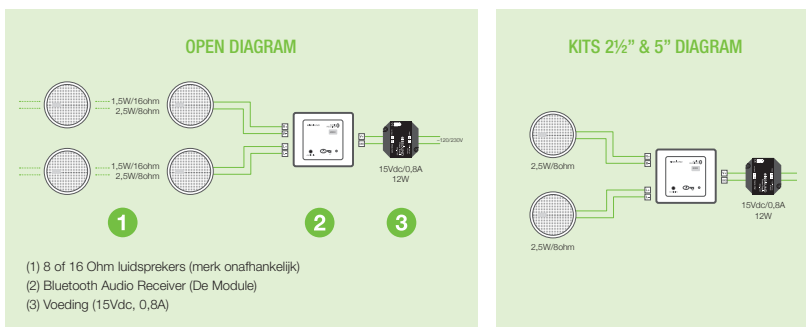 OPEN DIAGRAM
1,5W/16ohm
2,5W/8ohm
1,5W/16ohm
2,5W/8ohm
~120/230V
15Vdc/0,8A
12W
1
2
3
(1) 8 of 16 Ohm luidsprekers (merk onafhankelijk)
(2) Bluetooth Audio Receiver (De Module)
(3) Voeding (15Vdc, 0,8A)
KITS 2½” & 5” DIAGRAM
2,5W/8ohm
2,5W/8ohm
15Vdc/0,8A
12W